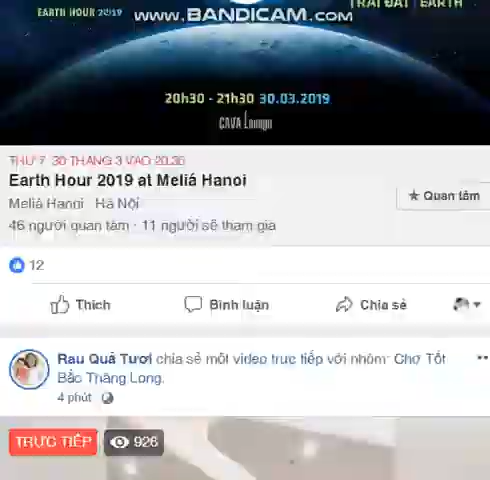 TRÁI ĐẤT | EARTH
EARTH HOUR 2019
www.BANDICAM.com
20h30 - 21h30 30.03.2019
CAVA Lounge
THỨ 7, 30 THÁNG 3 VÀO 20:30
Earth Hour 2019 at Meliá Hanoi
★ Quan tâm
Meliá Hanoi · Hà Nội
46 người quan tâm · 11 người sẽ tham gia
12
Thích
Bình luận
Chia sẻ
Rau Quả Tươi chia sẻ một video trực tiếp với nhóm: Chợ Tốt
Bắc Thăng Long.
4 phút
TRỰC TIẾP
926